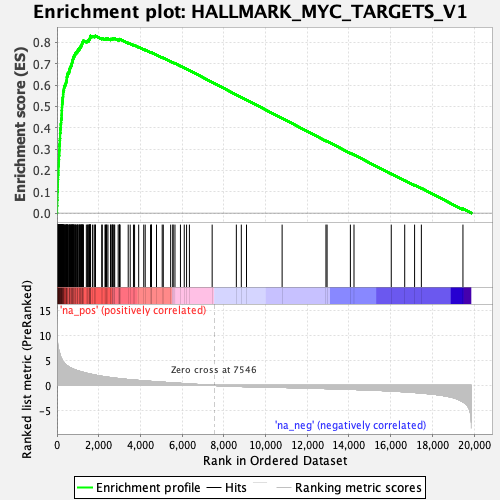 Enrichment plot: HALLMARK_MYC_TARGETS_V1
Enrichment score (ES)
0.8
0.7
0.6
0.5
0.4
0.3
0.2
0.1
0.0
'na_pos' (positively correlated)
Ranked list metric (PreRanked)
15
10
5
0
-5
Zero cross at 7546
'na_neg' (negatively correlated)
0 2,000 4,000 6,000 8,000 10,000 12,000 14,000 16,000 18,000 20,000
Rank in Ordered Dataset
Enrichment profile Hits Ranking metric scores